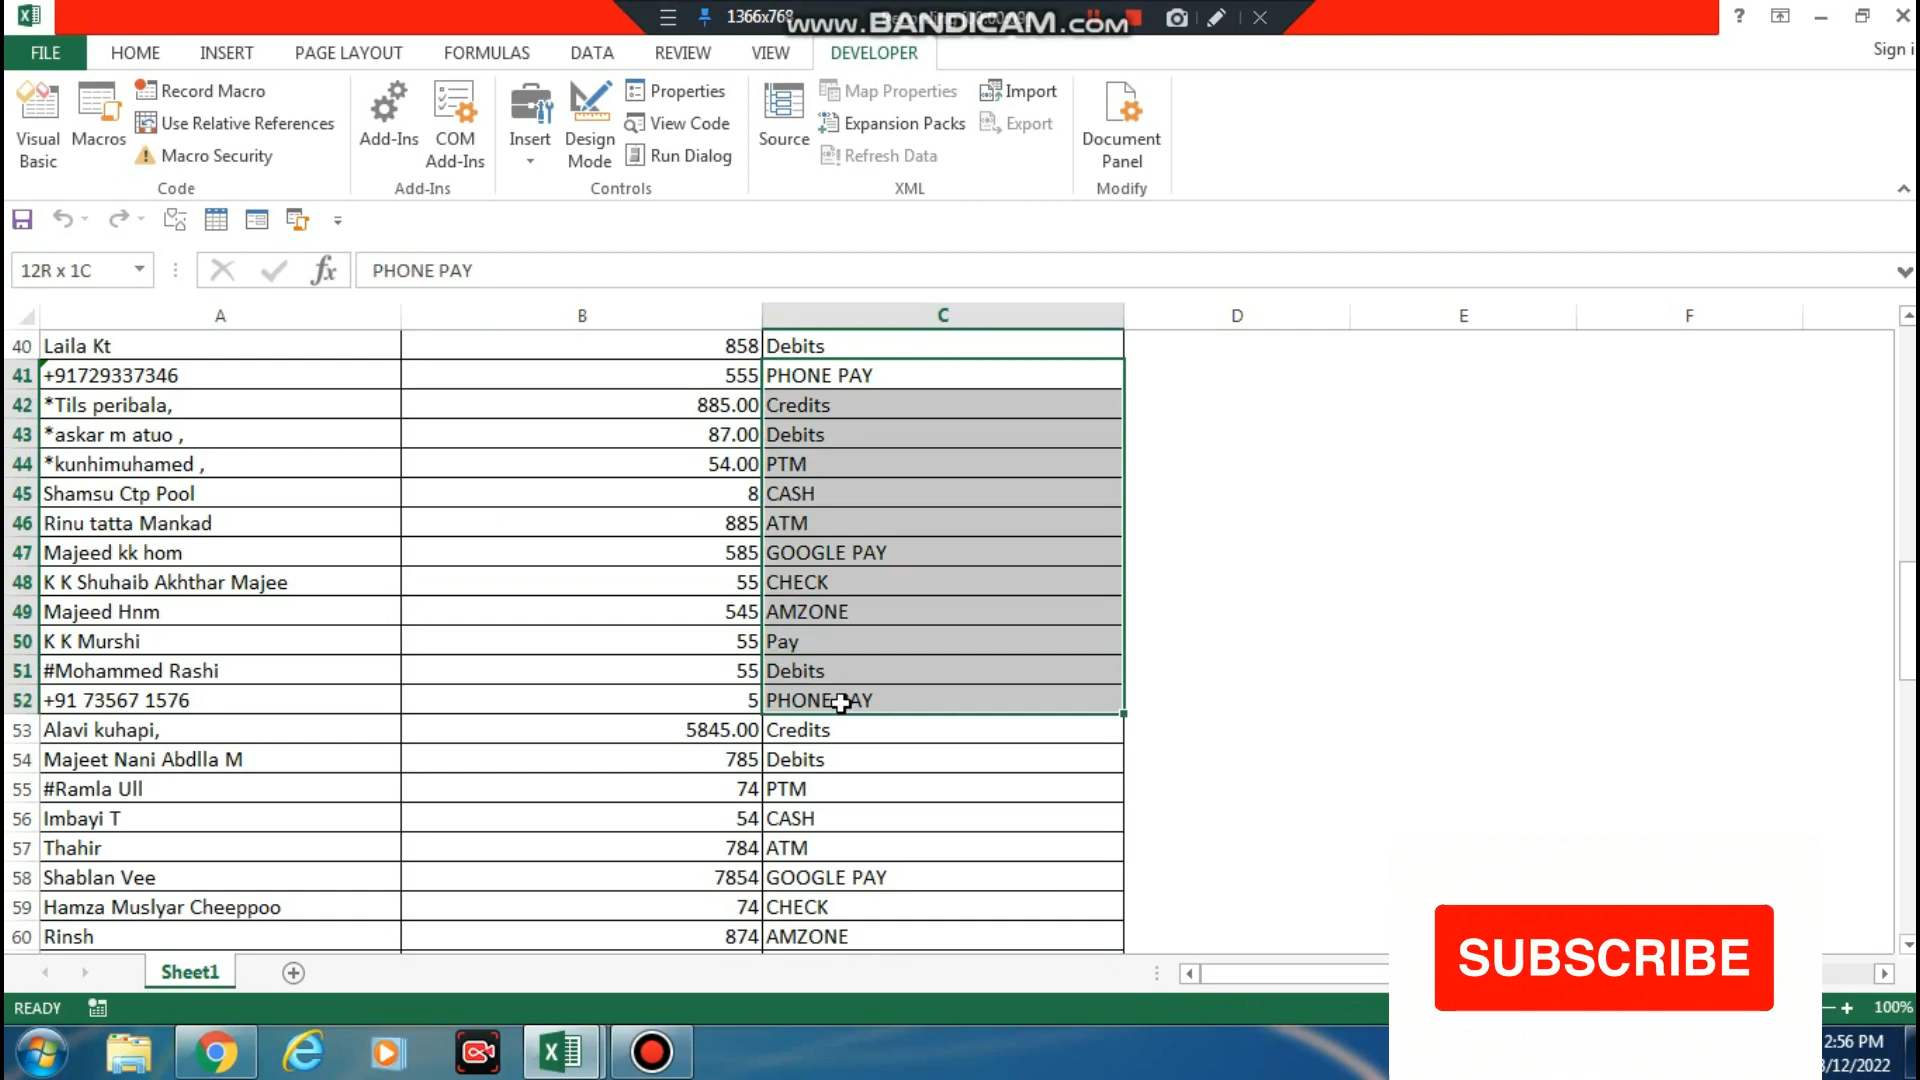 1366x768
www.BANDICAM.com
Sign i
FILE HOME INSERT PAGE LAYOUT FORMULAS DATA REVIEW VIEW DEVELOPER
Visual Basic
Macros
Record Macro
Use Relative References
Macro Security
Code
Add-Ins
COM Add-Ins
Add-Ins
Insert
Design Mode
Properties
View Code
Run Dialog
Controls
Source
Map Properties
Expansion Packs
Refresh Data
Import
Export
XML
Document Panel
Modify
12R x 1C
fx
PHONE PAY
A B C D E F
40 Laila Kt 858 Debits
41 +91729337346 555 PHONE PAY
42 *Tils peribala, 885.00 Credits
43 *askar m atuo , 87.00 Debits
44 *kunhimuhamed , 54.00 PTM
45 Shamsu Ctp Pool 8 CASH
46 Rinu tatta Mankad 885 ATM
47 Majeed kk hom 585 GOOGLE PAY
48 K K Shuhaib Akhthar Majee 55 CHECK
49 Majeed Hnm 545 AMZONE
50 K K Murshi 55 Pay
51 #Mohammed Rashi 55 Debits
52 +91 73567 1576 5 PHONE PAY
53 Alavi kuhapi, 5845.00 Credits
54 Majeet Nani Abdlla M 785 Debits
55 #Ramla Ull 74 PTM
56 Imbayi T 54 CASH
57 Thahir 784 ATM
58 Shablan Vee 7854 GOOGLE PAY
59 Hamza Muslyar Cheeppoo 74 CHECK
60 Rinsh 874 AMZONE
Sheet1
SUBSCRIBE
READY
100%
2:56 PM
/12/2022